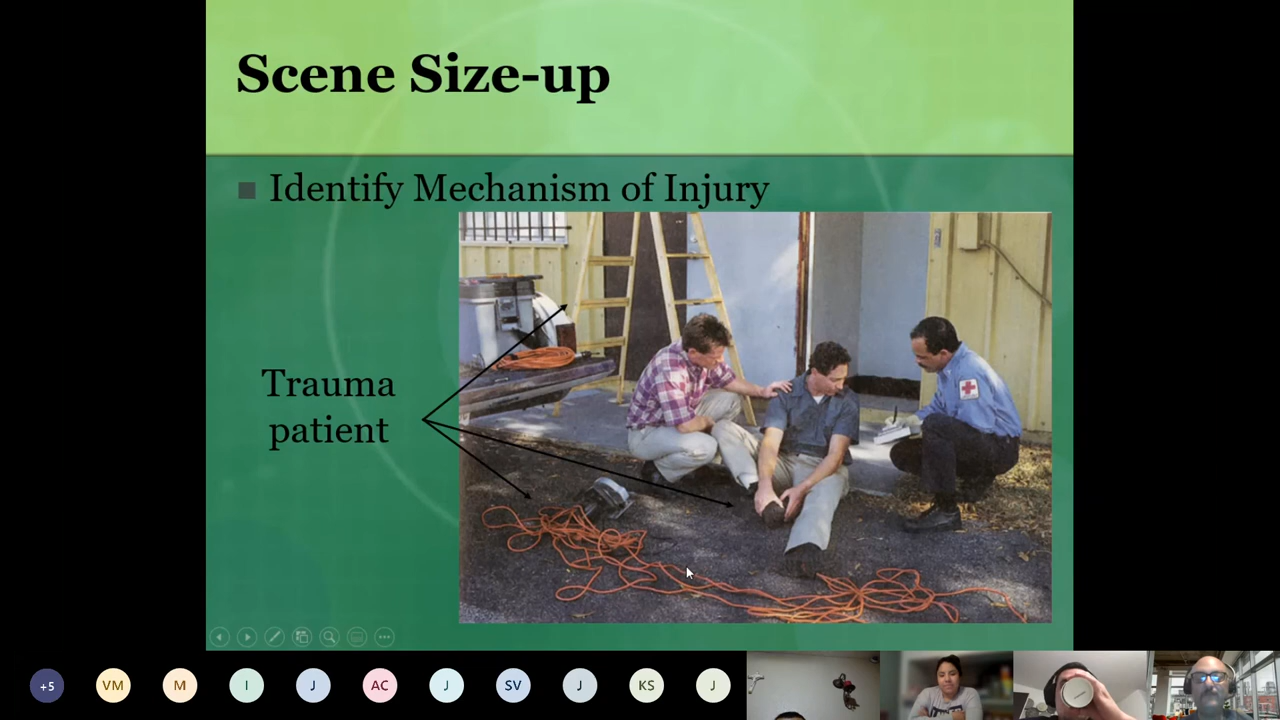 Scene Size-up
Identify Mechanism of Injury
Trauma
patient
+5
VM
M
I
J
AC
J
SV
J
KS
J